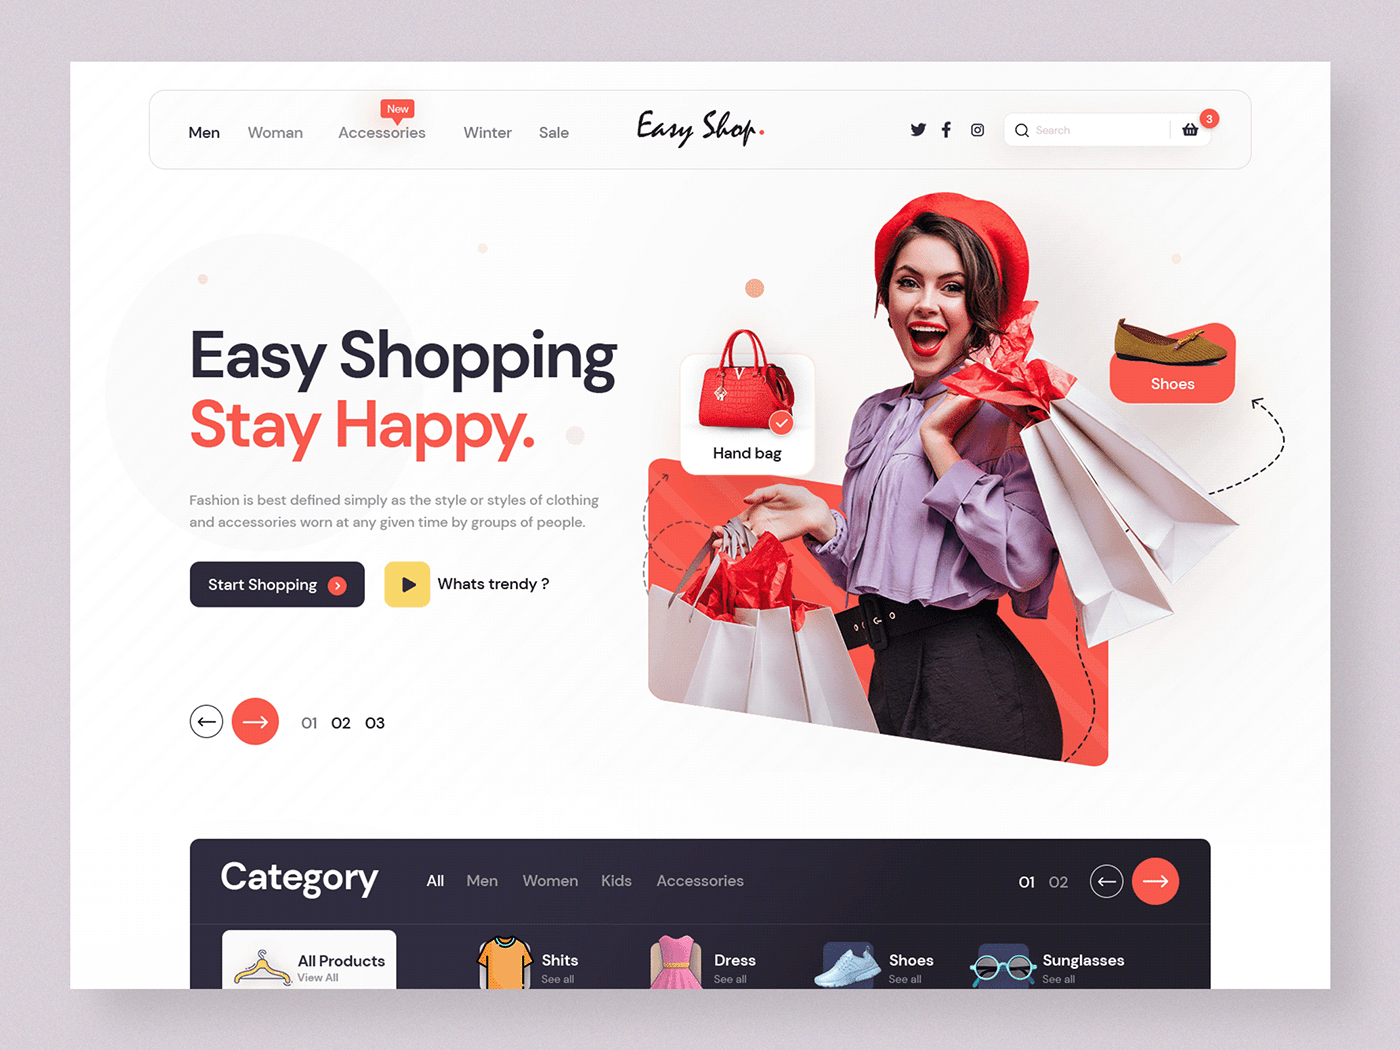 New
Men Woman Accessories Winter Sale
Easy Shop.
Search
3
Easy Shopping
Stay Happy.
Fashion is best defined simply as the style or styles of clothing
and accessories worn at any given time by groups of people.
Start Shopping
Whats trendy ?
Hand bag
Shoes
01 02 03
Category
All Men Women Kids Accessories
01 02
All Products
View All
Shits
See all
Dress
See all
Shoes
See all
Sunglasses
See all